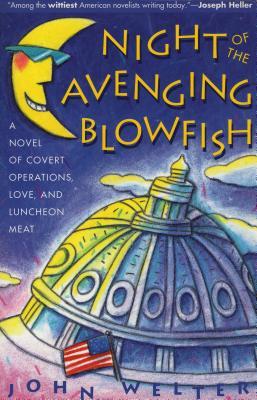 "Among the wittiest American novelists writing today."—Joseph Heller
NIGHT OF THE
AVENGING
BLOWFISH
A
NOVEL
OF COVERT
OPERATIONS,
LOVE, AND
LUNCHEON
MEAT
JOHN WELTER